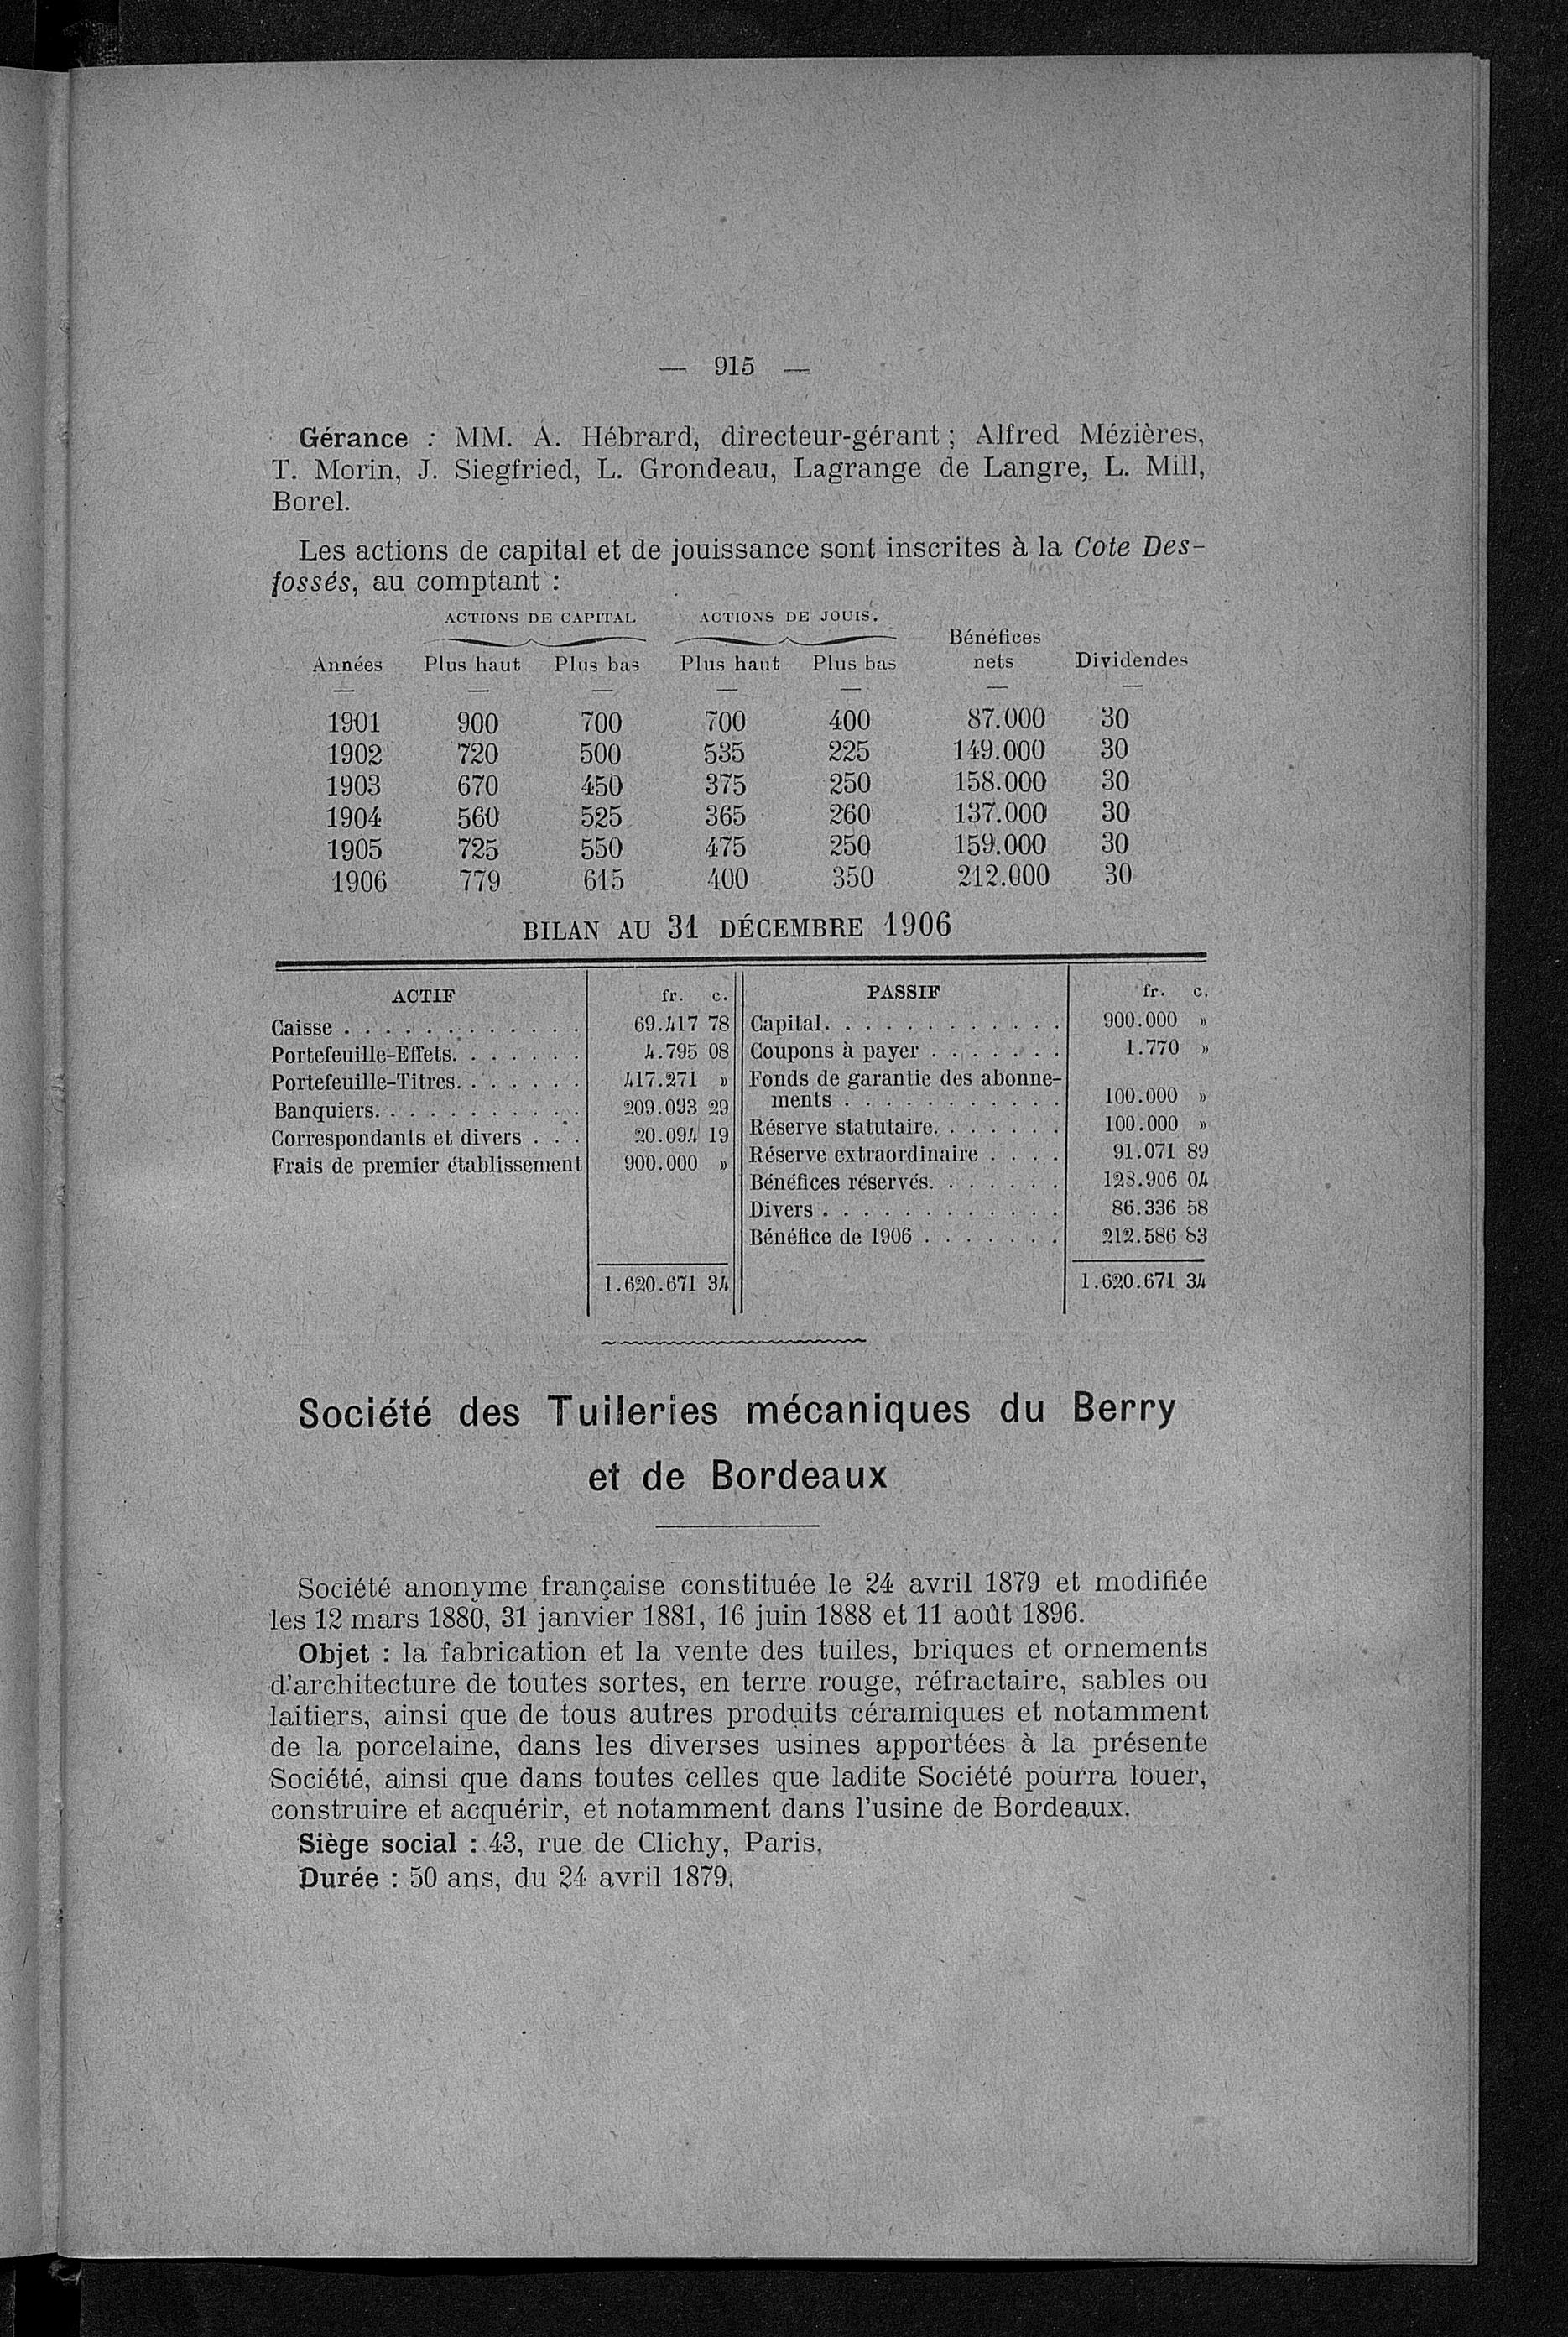 — 915 —
Gérance : MM. A. Hébrard, directeur-gérant ; Alfred Mézières,
T. Morin, J. Siegfried, L. Grondeau, Lagrange de Langre, L. Mill,
Borel.
Les actions de capital et de jouissance sont inscrites à la Cote Des-
fossés, au comptant :
ACTIONS DE CAPITAL ACTIONS DE JOUIS.
Années Plus haut Plus bas Plus haut Plus bas Bénéfices nets Dividendes
— — — — — — —
1901 900 700 700 400 87.000 30
1902 720 500 535 225 149.000 30
1903 670 450 375 250 158.000 30
1904 560 525 365 260 137.000 30
1905 725 550 475 250 159.000 30
1906 779 615 400 350 212.000 30
BILAN AU 31 DÉCEMBRE 1906
ACTIF fr. c.
Caisse . . . . . . . . . . . . 69.417 78
Portefeuille-Effets. . . . . . . 4.795 08
Portefeuille-Titres. . . . . . . 417.271 »
Banquiers. . . . . . . . . . . 209.093 29
Correspondants et divers . . . 20.094 19
Frais de premier établissement 900.000 »
1.620.671 34
PASSIF fr. c.
Capital. . . . . . . . . . . . 900.000 »
Coupons à payer . . . . . . . 1.770 »
Fonds de garantie des abonne-
ments . . . . . . . . . . . 100.000 »
Réserve statutaire. . . . . . . 100.000 »
Réserve extraordinaire . . . . 91.071 89
Bénéfices réservés. . . . . . . 128.906 04
Divers . . . . . . . . . . . . 86.336 58
Bénéfice de 1906 . . . . . . . 212.586 83
1.620.671 34
Société des Tuileries mécaniques du Berry
et de Bordeaux
Société anonyme française constituée le 24 avril 1879 et modifiée
les 12 mars 1880, 31 janvier 1881, 16 juin 1888 et 11 août 1896.
Objet : la fabrication et la vente des tuiles, briques et ornements
d'architecture de toutes sortes, en terre rouge, réfractaire, sables ou
laitiers, ainsi que de tous autres produits céramiques et notamment
de la porcelaine, dans les diverses usines apportées à la présente
Société, ainsi que dans toutes celles que ladite Société pourra louer,
construire et acquérir, et notamment dans l'usine de Bordeaux.
Siège social : 43, rue de Clichy, Paris.
Durée : 50 ans, du 24 avril 1879.